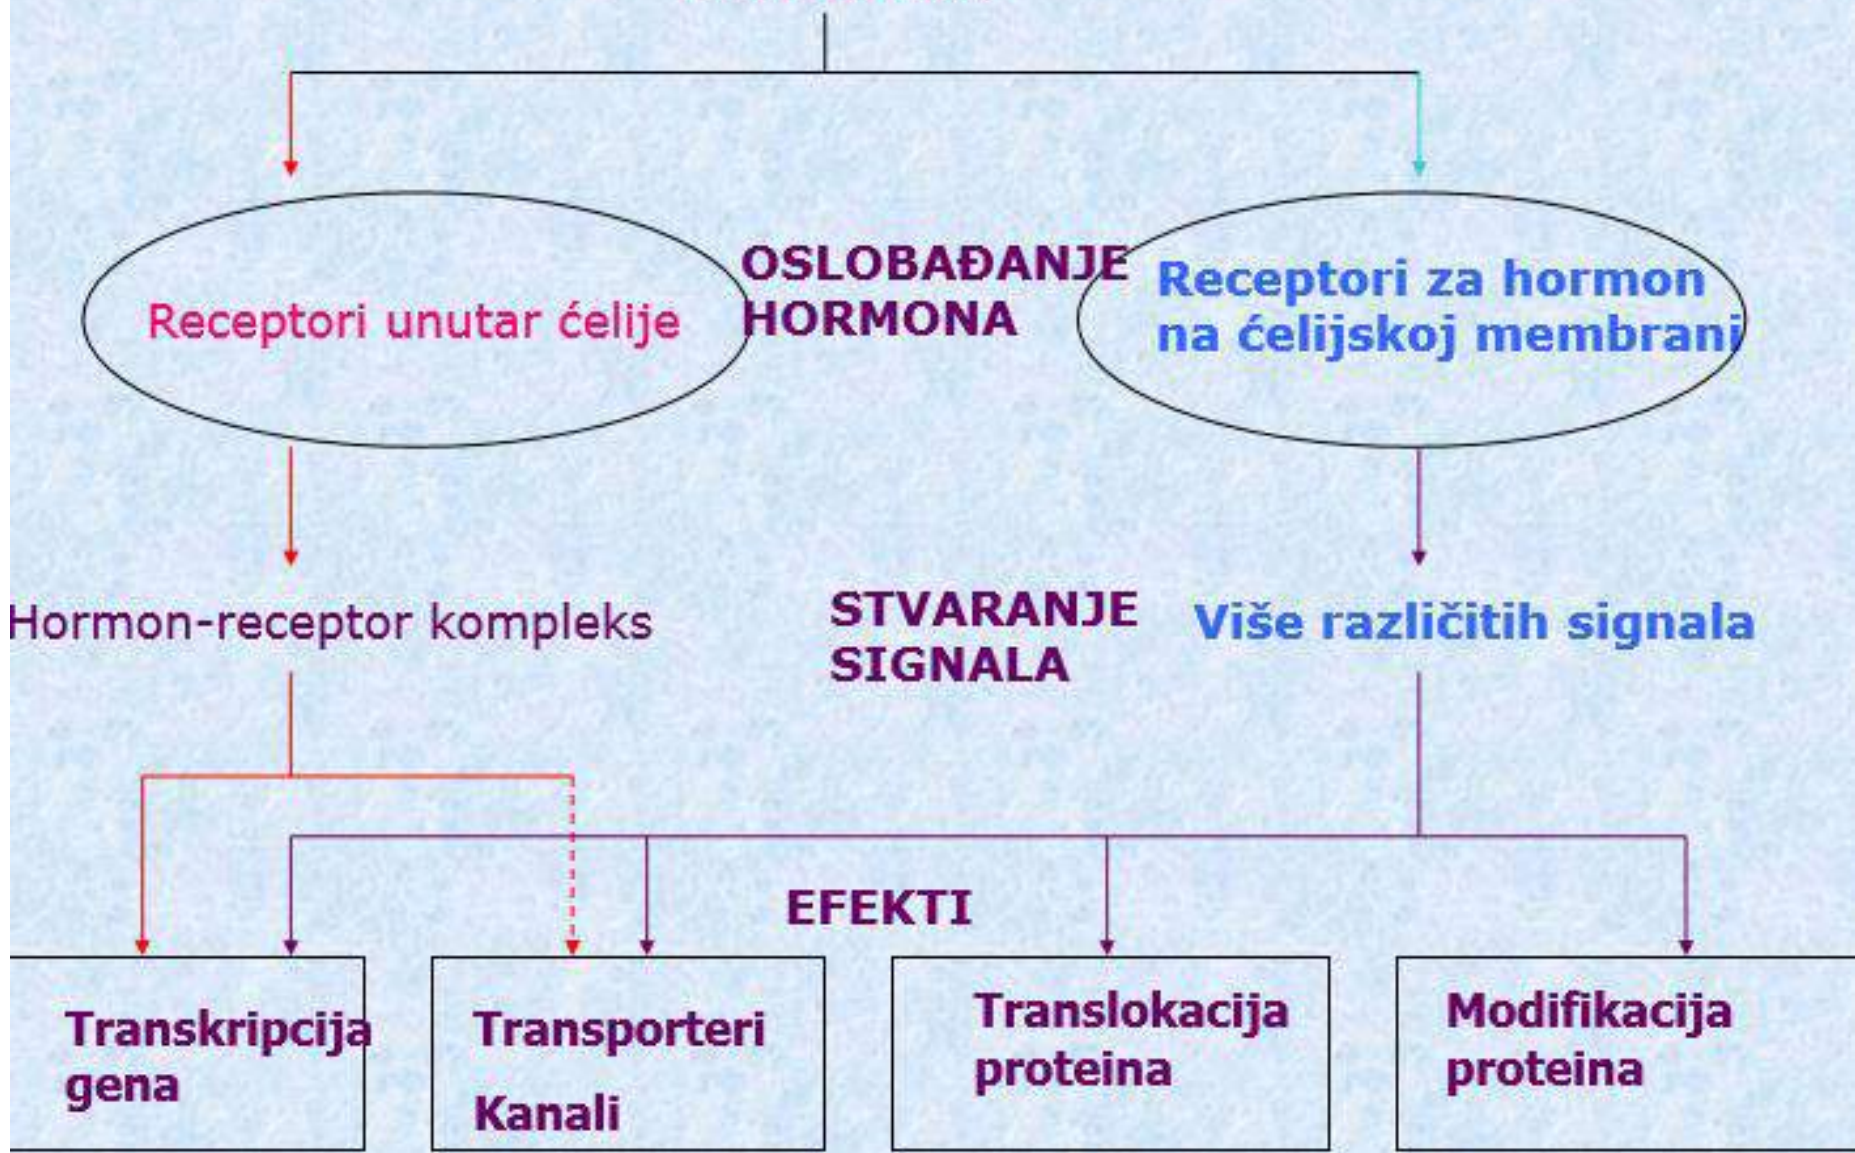 OSLOBAĐANJE
HORMONA
Receptori unutar ćelije
Receptori za hormon
na ćelijskoj membrani
Hormon-receptor kompleks
STVARANJE
SIGNALA
Više različitih signala
EFEKTI
Transkripcija
gena
Transporteri
Kanali
Translokacija
proteina
Modifikacija
proteina